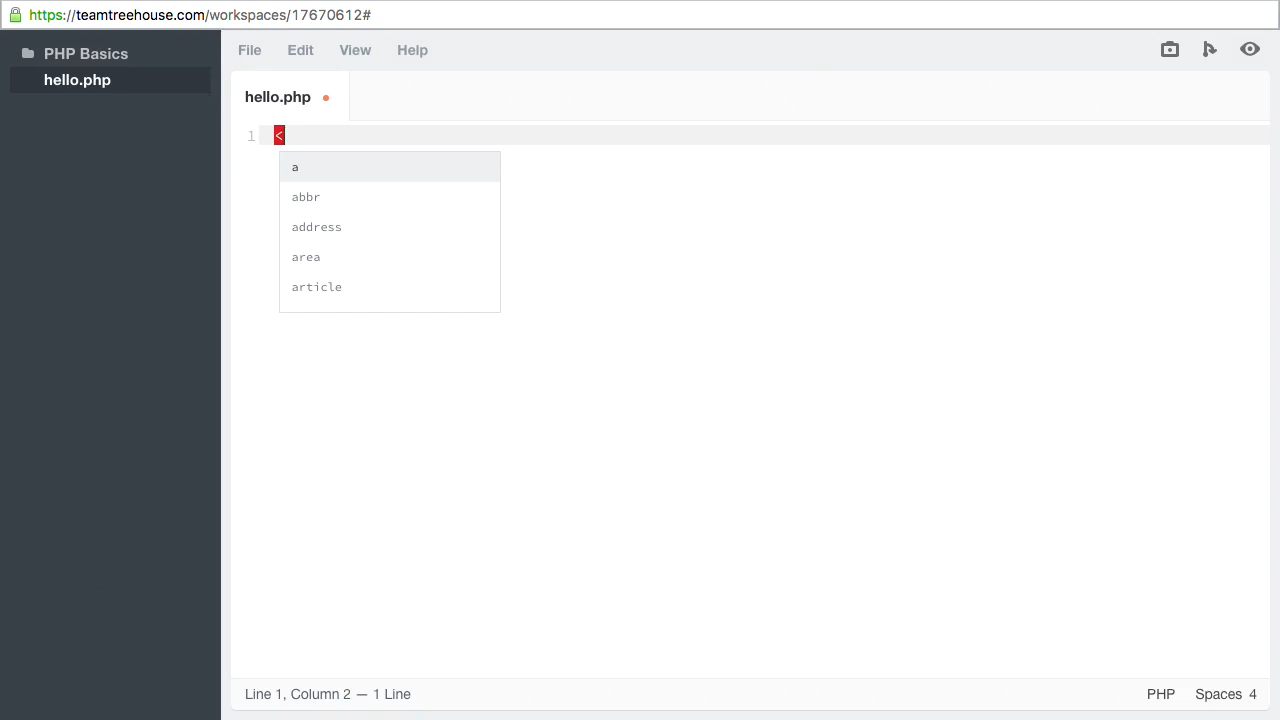 https://teamtreehouse.com/workspaces/17670612#
PHP Basics
hello.php
File Edit View Help
hello.php
1 <
a
abbr
address
area
article
Line 1, Column 2 — 1 Line
PHP Spaces 4